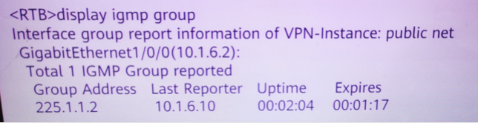 <RTB>display igmp group
Interface group report information of VPN-Instance: public net
GigabitEthernet1/0/0(10.1.6.2):
Total 1 IGMP Group reported
Group Address Last Reporter Uptime Expires
225.1.1.2 10.1.6.10 00:02:04 00:01:17